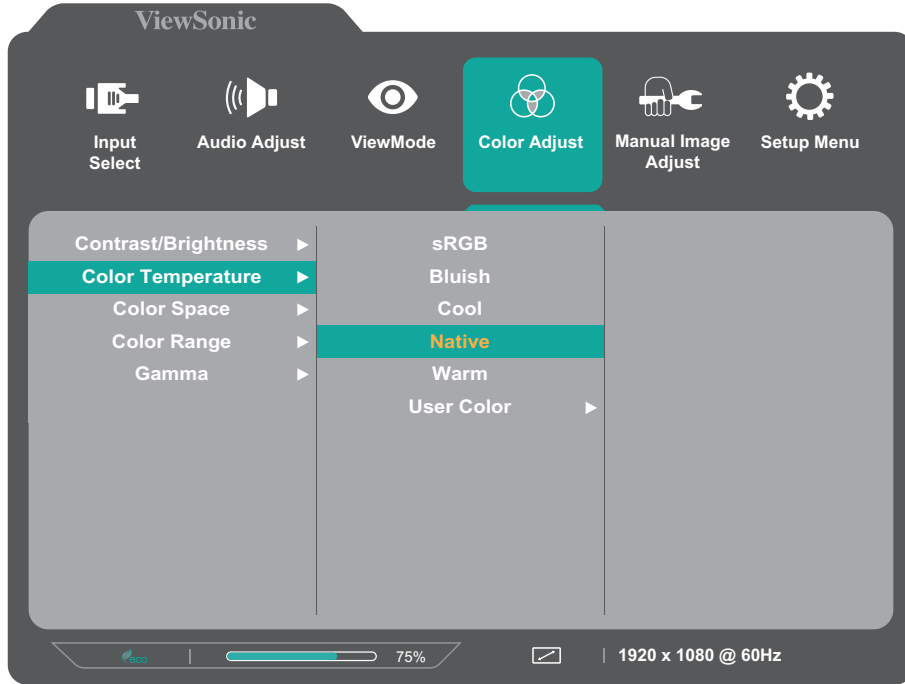 ViewSonic
Input Select
Audio Adjust
ViewMode
Color Adjust
Manual Image Adjust
Setup Menu
Contrast/Brightness
Color Temperature
Color Space
Color Range
Gamma
sRGB
Bluish
Cool
Native
Warm
User Color
eco
75%
1920 x 1080 @ 60Hz